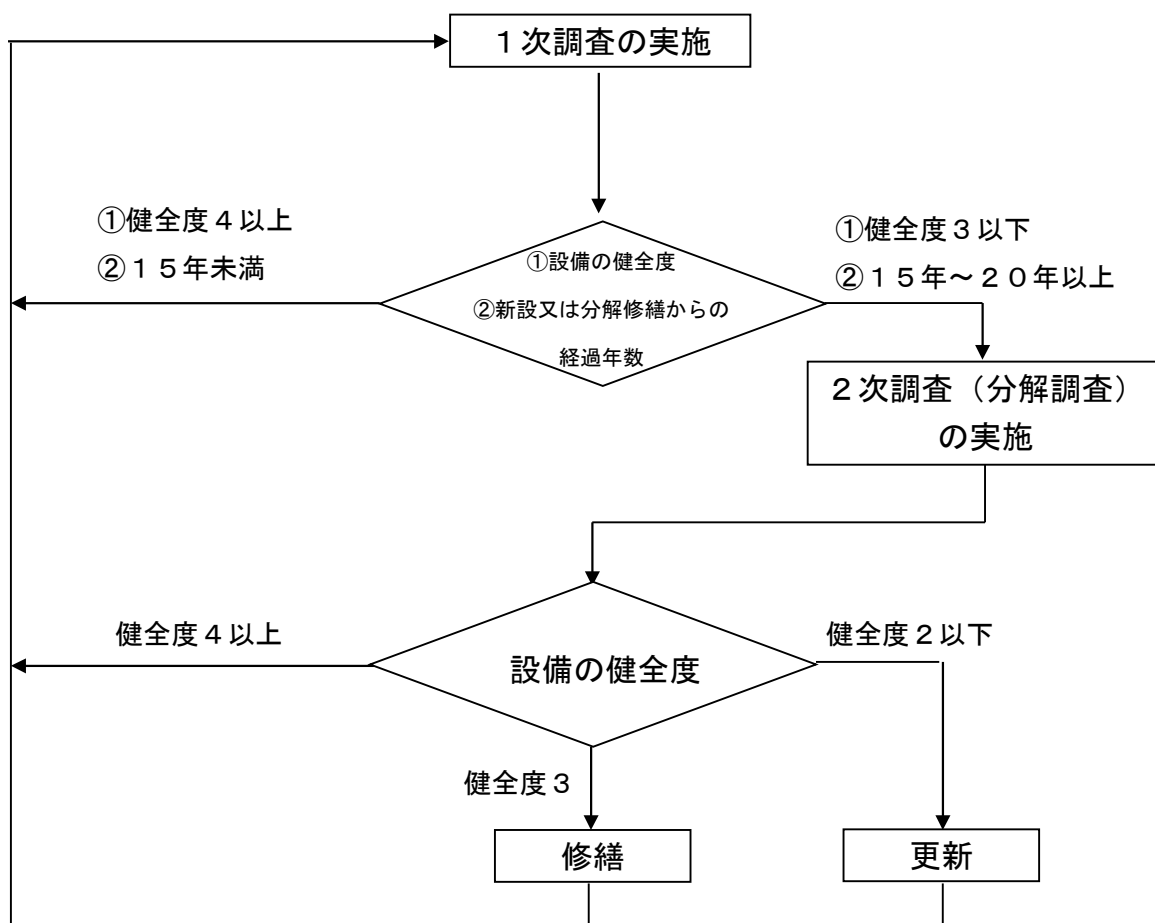 １次調査の実施
①健全度４以上
②１５年未満
①設備の健全度
②新設又は分解修繕からの
経過年数
①健全度３以下
②１５年～２０年以上
２次調査（分解調査）
の実施
健全度４以上
設備の健全度
健全度２以下
健全度３
修繕
更新